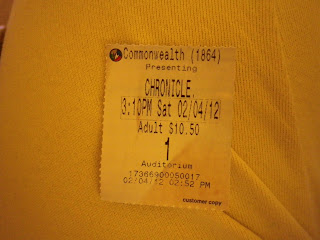 Commonwealth (1864)
Presenting
CHRONICLE.
3:10PM Sat 02/04/12
Adult $10.50
1
Auditorium
17366900050017
02/04/12 02:52 PM
customer copy